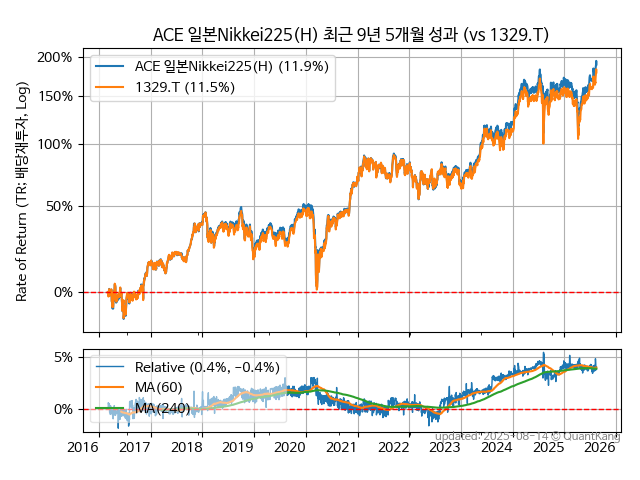 ACE 일본Nikkei225(H) 최근 9년 5개월 성과 (vs 1329.T)
200%
150%
100%
50%
0%
Rate of Return (TR: 배당재투자, Log)
ACE 일본Nikkei225(H) (11.9%)
1329.T (11.5%)
5%
0%
Relative (0.4%, −0.4%)
MA(60)
MA(240)
2016 2017 2018 2019 2020 2021 2022 2023 2024 2025 2026
updated: 2025-08-14 © QuantKang